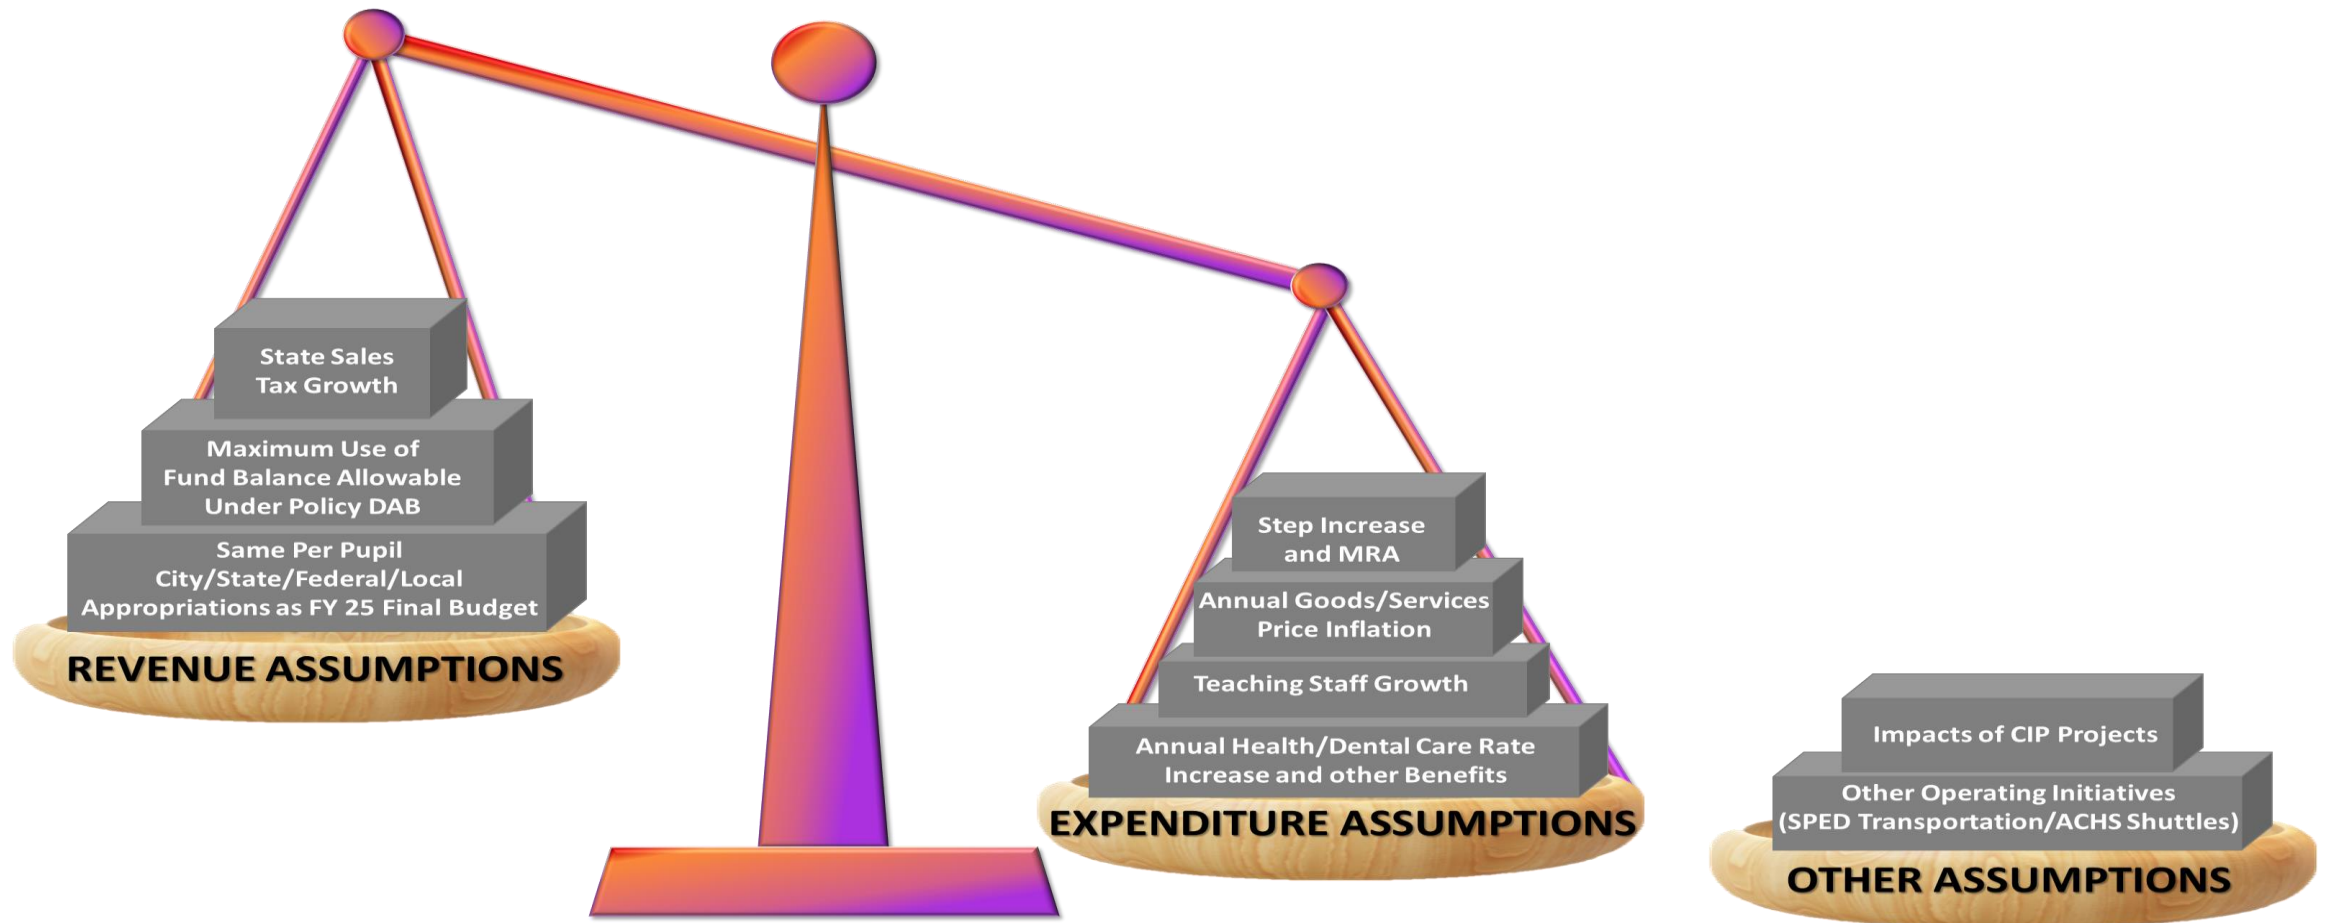 State Sales
Tax Growth
Maximum Use of
Fund Balance Allowable
Under Policy DAB
Same Per Pupil
City/State/Federal/Local
Appropriations as FY 25 Final Budget
REVENUE ASSUMPTIONS
Step Increase
and MRA
Annual Goods/Services
Price Inflation
Teaching Staff Growth
Annual Health/Dental Care Rate
Increase and other Benefits
EXPENDITURE ASSUMPTIONS
Impacts of CIP Projects
Other Operating Initiatives
(SPED Transportation/ACHS Shuttles)
OTHER ASSUMPTIONS